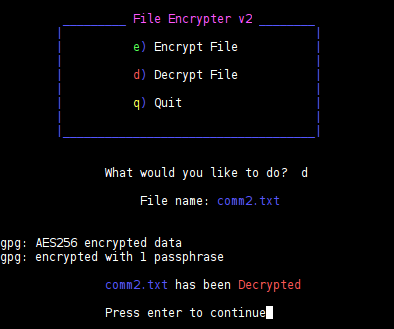 File Encrypter v2
e) Encrypt File
d) Decrypt File
q) Quit
What would you like to do? d
File name: comm2.txt
gpg: AES256 encrypted data
gpg: encrypted with 1 passphrase
comm2.txt has been Decrypted
Press enter to continue